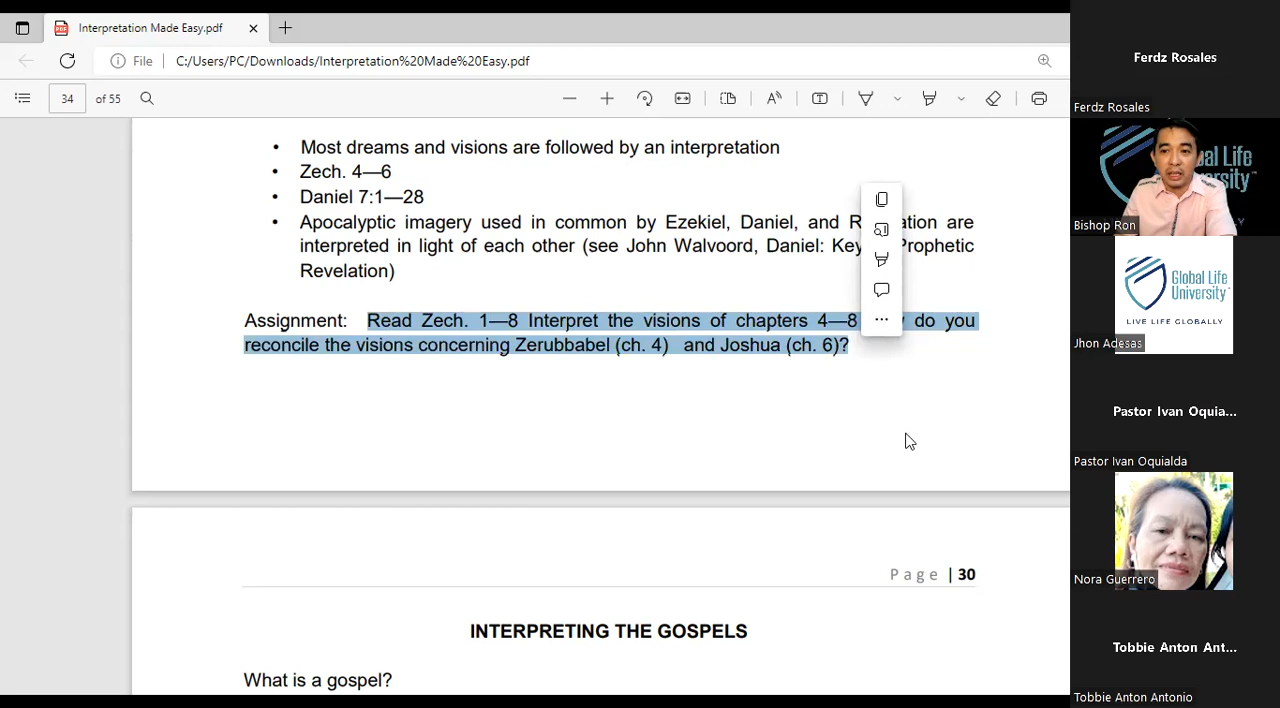 Interpretation Made Easy.pdf
File
C:/Users/PC/Downloads/Interpretation%20Made%20Easy.pdf
34 of 55
• Most dreams and visions are followed by an interpretation
• Zech. 4—6
• Daniel 7:1—28
• Apocalyptic imagery used in common by Ezekiel, Daniel, and R ation are
interpreted in light of each other (see John Walvoord, Daniel: Key Prophetic
Revelation)
Assignment: Read Zech. 1—8 Interpret the visions of chapters 4—8 do you
reconcile the visions concerning Zerubbabel (ch. 4) and Joshua (ch. 6)?
Page | 30
INTERPRETING THE GOSPELS
What is a gospel?
Ferdz Rosales
Ferdz Rosales
bal Life
versity
Bishop Ron
Global Life
University
LIVE LIFE GLOBALLY
Jhon Adesas
Pastor Ivan Oquia...
Pastor Ivan Oquialda
Nora Guerrero
Tobbie Anton Ant...
Tobbie Anton Antonio